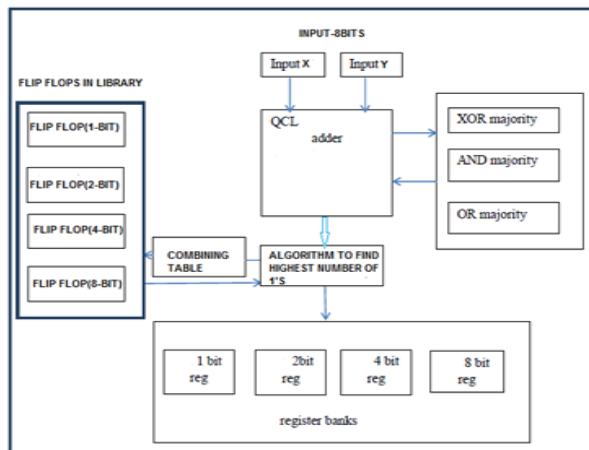 INPUT-8BITS
Input X
Input Y
FLIP FLOPS IN LIBRARY
FLIP FLOP(1-BIT)
FLIP FLOP(2-BIT)
FLIP FLOP(4-BIT)
FLIP FLOP(8-BIT)
QCL
adder
XOR majority
AND majority
OR majority
COMBINING
TABLE
ALGORITHM TO FIND
HIGHEST NUMBER OF
1'S
1 bit
reg
2bit
reg
4 bit
reg
8 bit
reg
register banks